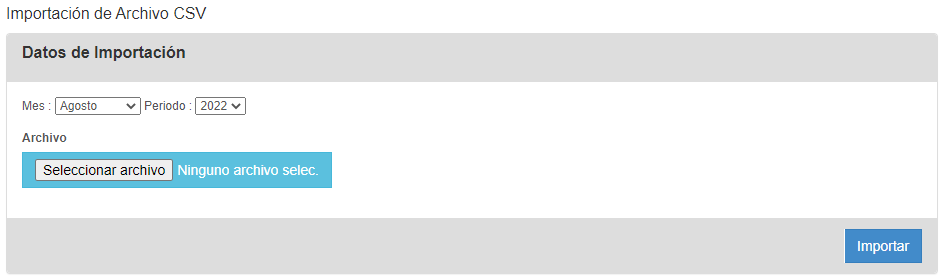 Importación de Archivo CSV
Datos de Importación
Mes : Agosto Periodo : 2022
Archivo
Seleccionar archivo Ninguno archivo selec.
Importar